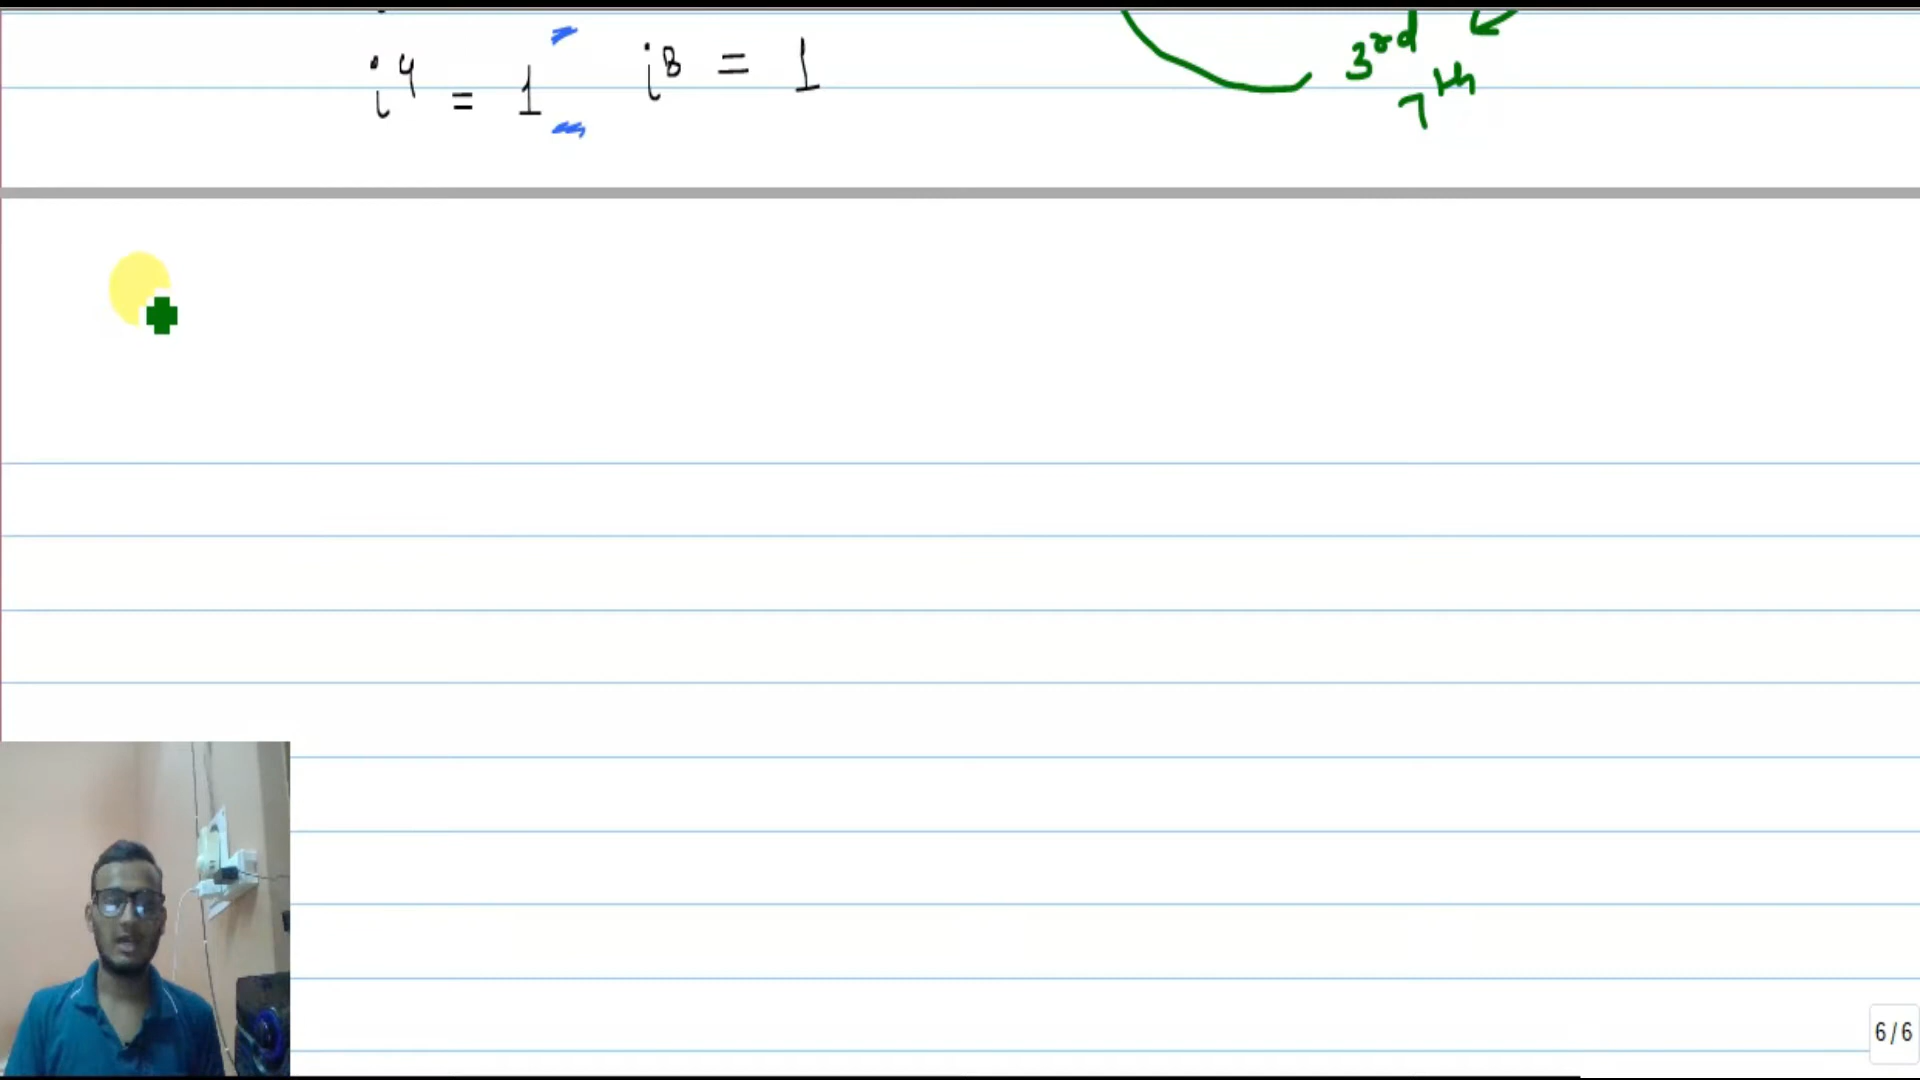 i⁴ = 1 i⁸ = 1
3rd
7th
6 / 6